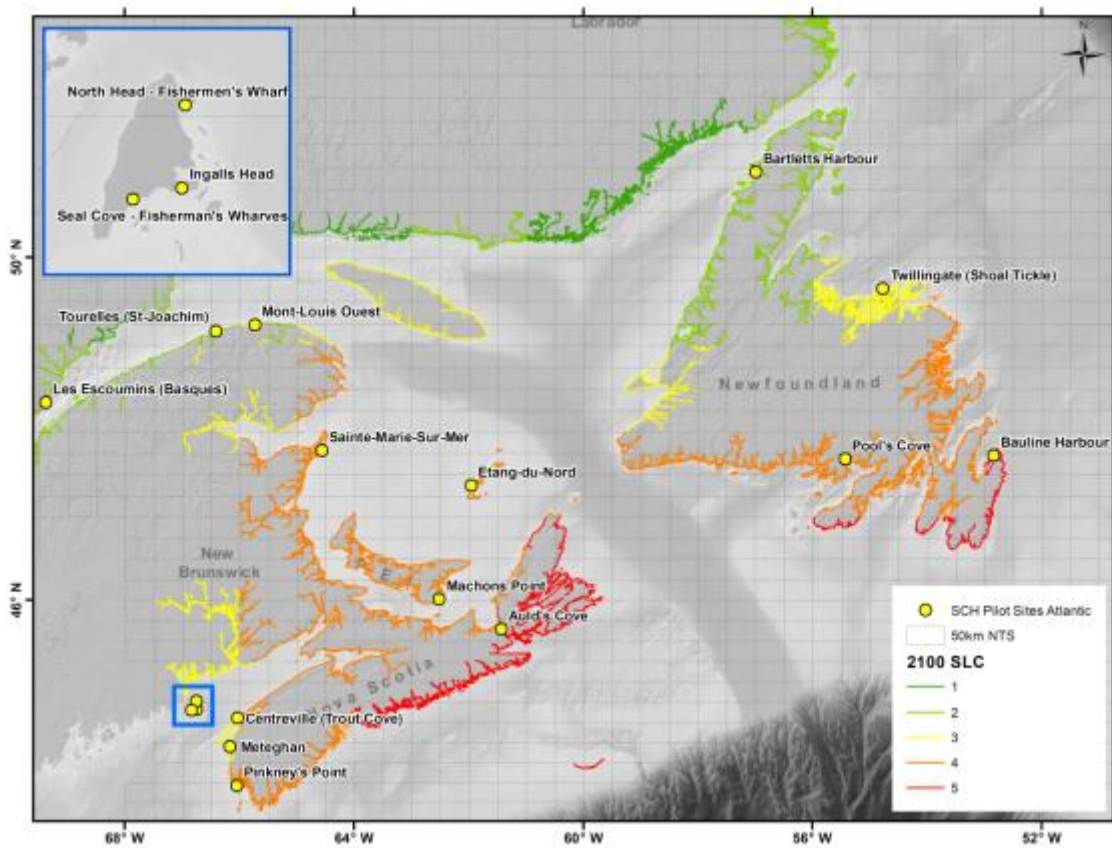 Labrador
N
North Head - Fishermen's Wharf
Ingalls Head
Seal Cove - Fisherman's Wharves
Bartletts Harbour
50° N
Twillingate (Shoal Tickle)
Tourelles (St-Joachim)
Mont-Louis Ouest
Newfoundland
Les Escoumins (Basques)
Sainte-Marie-Sur-Mer
Pool's Cove
Bauline Harbour
Etang-du-Nord
New
Brunswick
Machons Point
46° N
Auld's Cove
Nova Scotia
Centreville (Trout Cove)
Meteghan
Pinkney's Point
SCH Pilot Sites Atlantic
50km NTS
2100 SLC
1
2
3
4
5
68° W
64° W
60° W
56° W
52° W